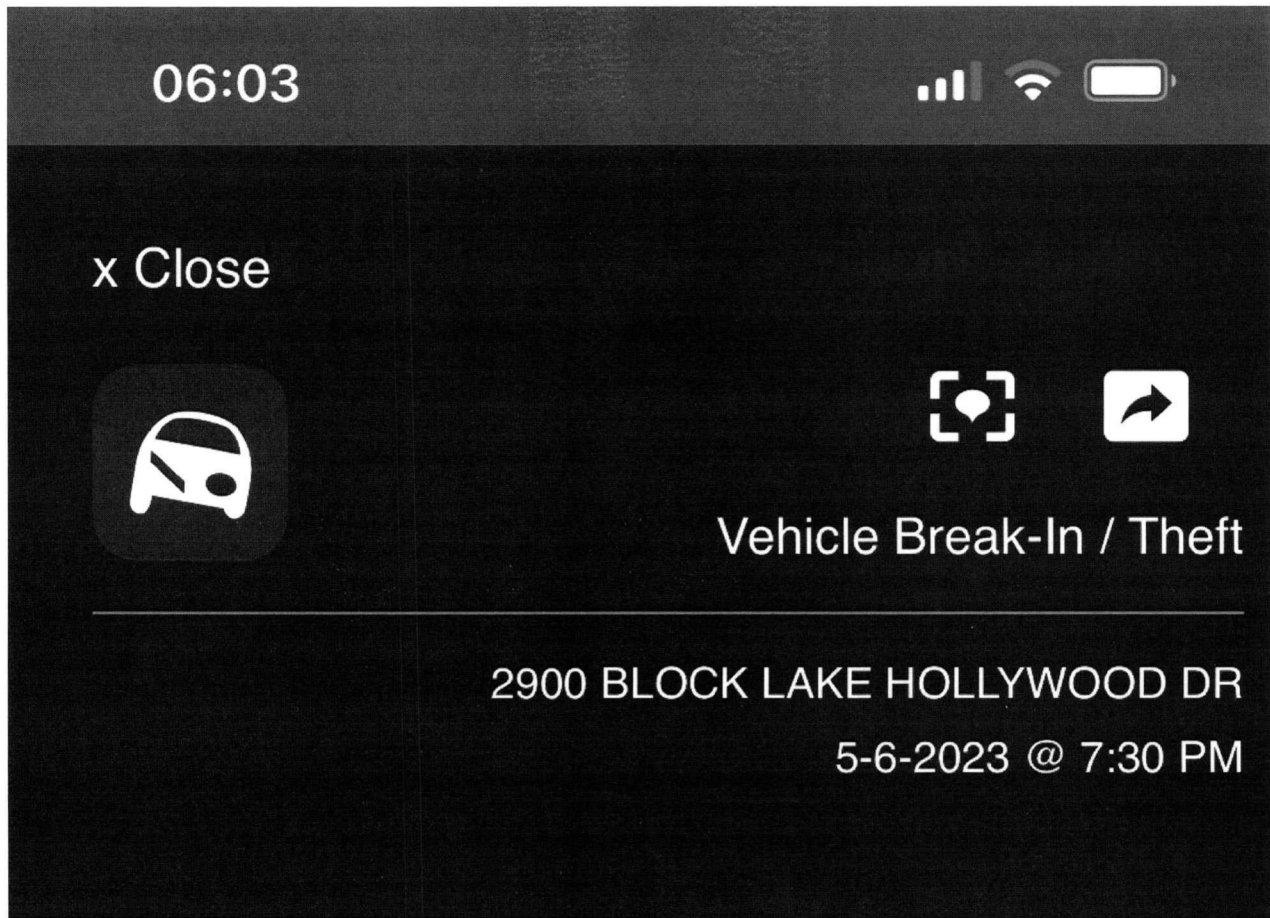 06:03
x Close
Vehicle Break-In / Theft
2900 BLOCK LAKE HOLLYWOOD DR
5-6-2023 @ 7:30 PM